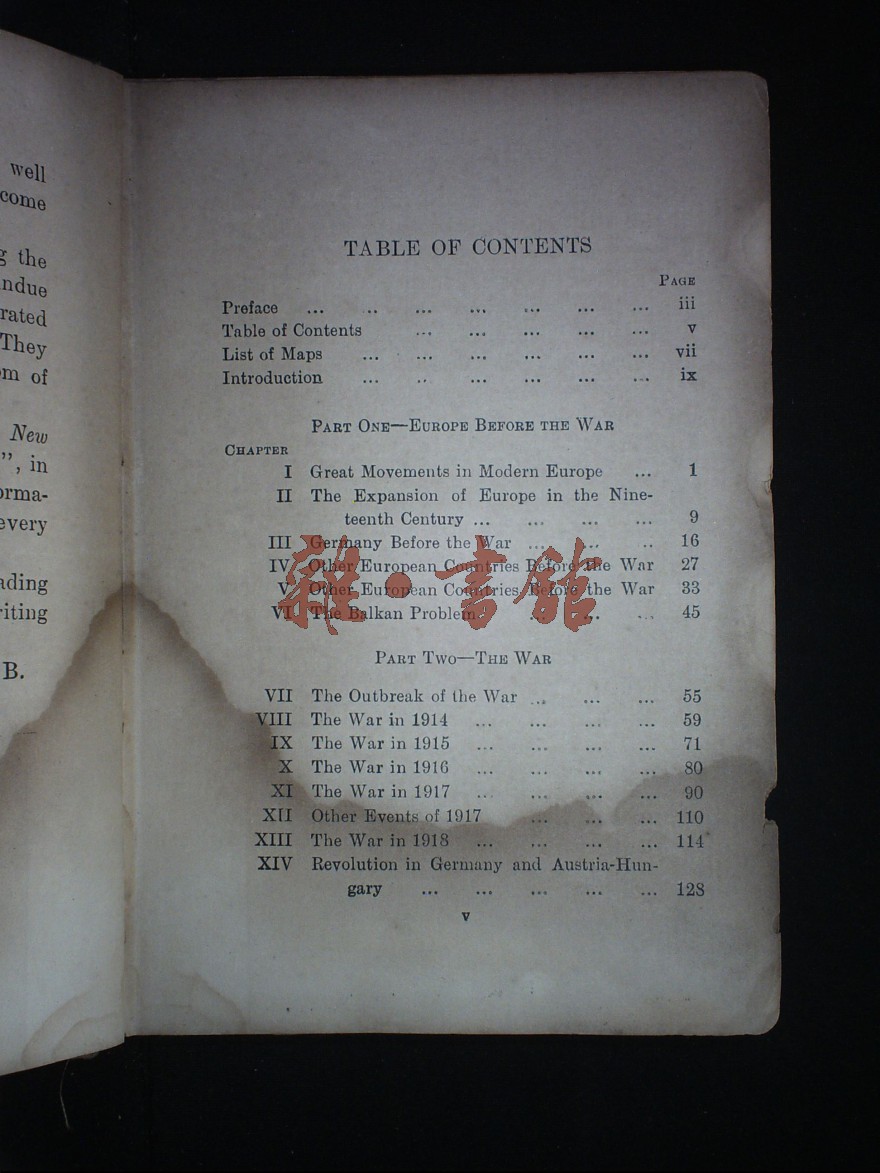 well
come
g the
ndue
rated
They
m of
New
”, in
orma-
every
ading
iting
B.
TABLE OF CONTENTS
PAGE
Preface ... .. ... ... ... ... ... iii
Table of Contents ... ... ... ... ... v
List of Maps ... ... ... ... ... ... vii
Introduction ... .. ... ... ... ... ix
PART ONE—EUROPE BEFORE THE WAR
CHAPTER
I Great Movements in Modern Europe ... 1
II The Expansion of Europe in the Nine-
teenth Century ... ... ... ... 9
III Germany Before the War ... ... .. 16
IV Other European Countries Before the War 27
V Other European Countries Before the War 33
VI The Balkan Problem ... ... ... 45
雜·書館
PART TWO—THE WAR
VII The Outbreak of the War ... ... ... 55
VIII The War in 1914 ... ... ... ... 59
IX The War in 1915 ... ... ... ... 71
X The War in 1916 ... ... ... ... 80
XI The War in 1917 ... ... ... ... 90
XII Other Events of 1917 ... ... ... 110
XIII The War in 1918 ... ... ... ... 114
XIV Revolution in Germany and Austria-Hun-
gary ... ... ... ... ... 128
v